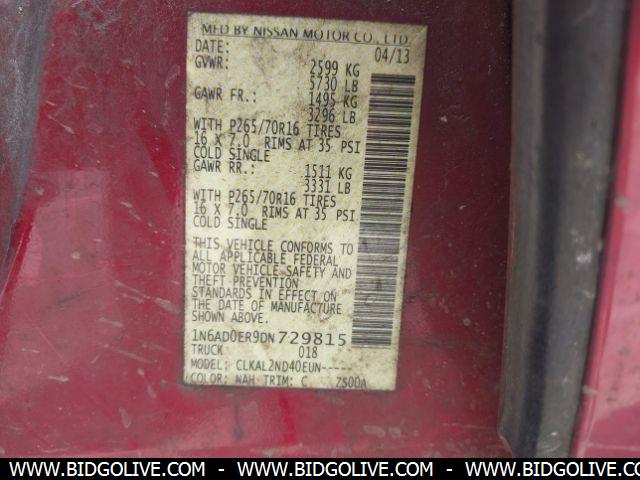 MFD BY NISSAN MOTOR CO., LTD.
DATE: 04/13
GVWR: 2599 KG
5730 LB
GAWR FR.: 1495 KG
3296 LB
WITH P265/70R16 TIRES
16 X 7.0 RIMS AT 35 PSI
COLD SINGLE
GAWR RR.: 1511 KG
3331 LB
WITH P265/70R16 TIRES
16 X 7.0 RIMS AT 35 PSI
COLD SINGLE
THIS VEHICLE CONFORMS TO
ALL APPLICABLE FEDERAL
MOTOR VEHICLE SAFETY AND
THEFT PREVENTION
STANDARDS IN EFFECT ON
THE DATE OF MANUFACTURE
SHOWN ABOVE.
1N6AD0ER9DN729815
TRUCK 018
MODEL: CLKAL2ND40EUN-----
COLOR: NAH TRIM: C Z500A
WWW.BIDGOLIVE.COM - WWW.BIDGOLIVE.COM - WWW.BIDGOLIVE.COM